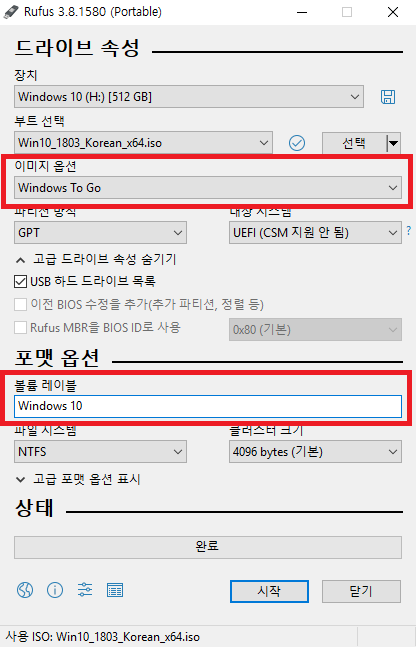 Rufus 3.8.1580 (Portable)
드라이브 속성
장치
Windows 10 (H:) [512 GB]
부트 선택
Win10_1803_Korean_x64.iso
선택
이미지 옵션
Windows To Go
파티션 방식 대상 시스템
GPT UEFI (CSM 지원 안 됨) ?
고급 드라이브 속성 숨기기
USB 하드 드라이브 목록
이전 BIOS 수정을 추가(추가 파티션, 정렬 등)
Rufus MBR을 BIOS ID로 사용 0x80 (기본)
포맷 옵션
볼륨 레이블
Windows 10
파일 시스템 클러스터 크기
NTFS 4096 bytes (기본)
고급 포맷 옵션 표시
상태
완료
시작 닫기
사용 ISO: Win10_1803_Korean_x64.iso